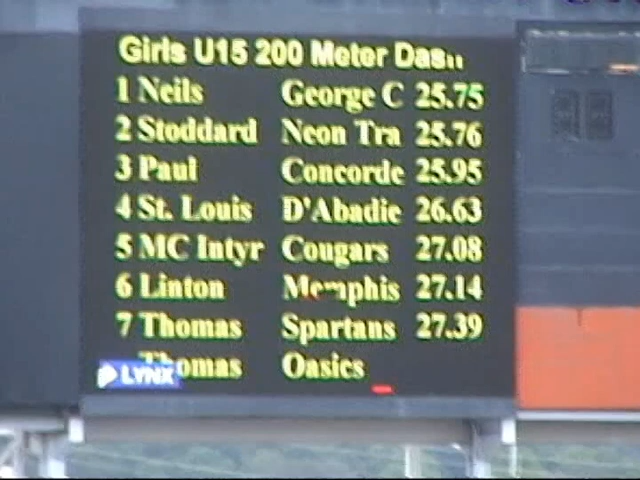 Girls U15 200 Meter Dash
1 Neils George C 25.75
2 Stoddard Neon Tra 25.76
3 Paul Concorde 25.95
4 St. Louis D'Abadie 26.63
5 MC Intyr Cougars 27.08
6 Linton Memphis 27.14
7 Thomas Spartans 27.39
Thomas Oasics
LYNX